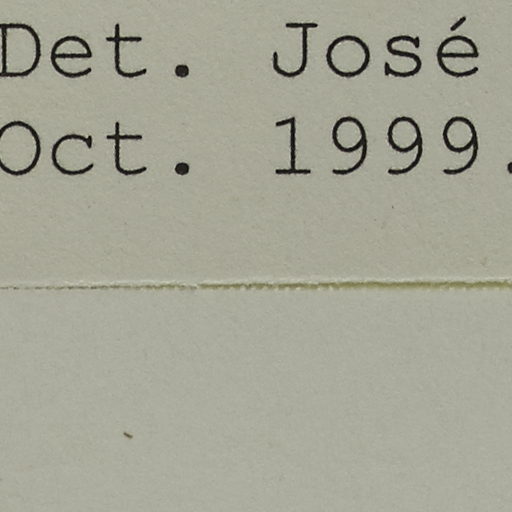 Det. José
Oct. 1999.